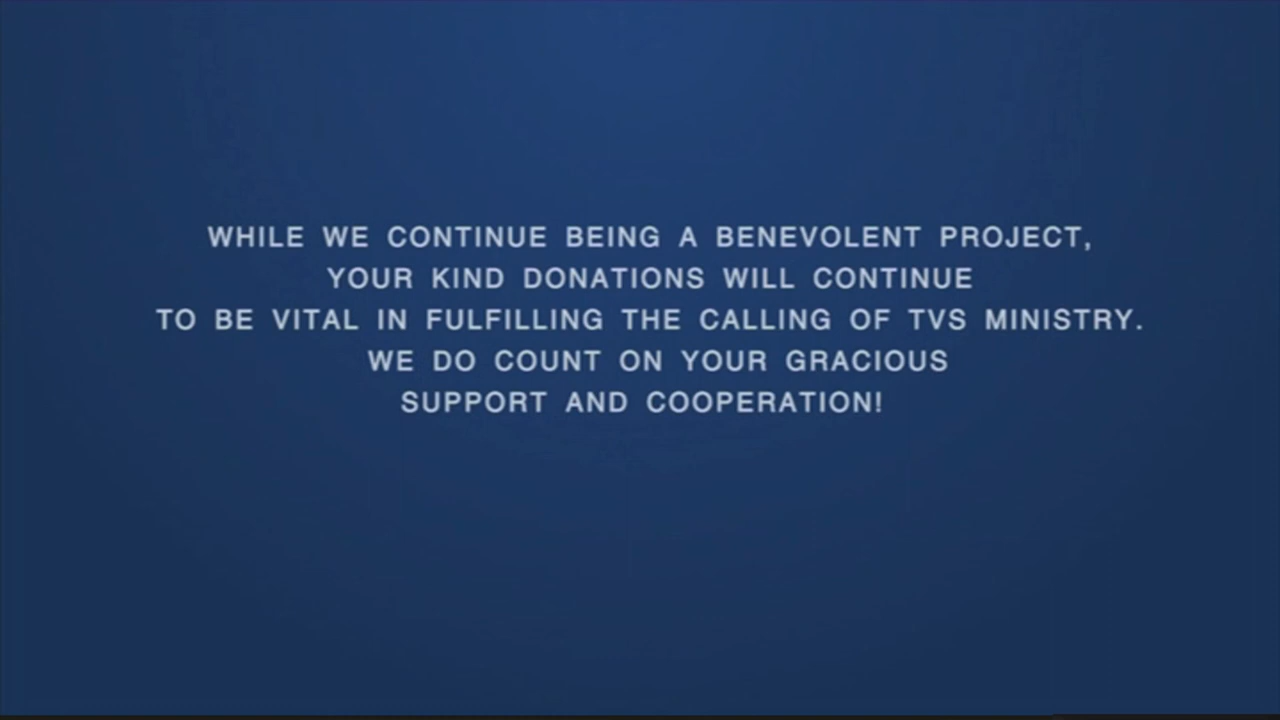 WHILE WE CONTINUE BEING A BENEVOLENT PROJECT,
YOUR KIND DONATIONS WILL CONTINUE
TO BE VITAL IN FULFILLING THE CALLING OF TVS MINISTRY.
WE DO COUNT ON YOUR GRACIOUS
SUPPORT AND COOPERATION!